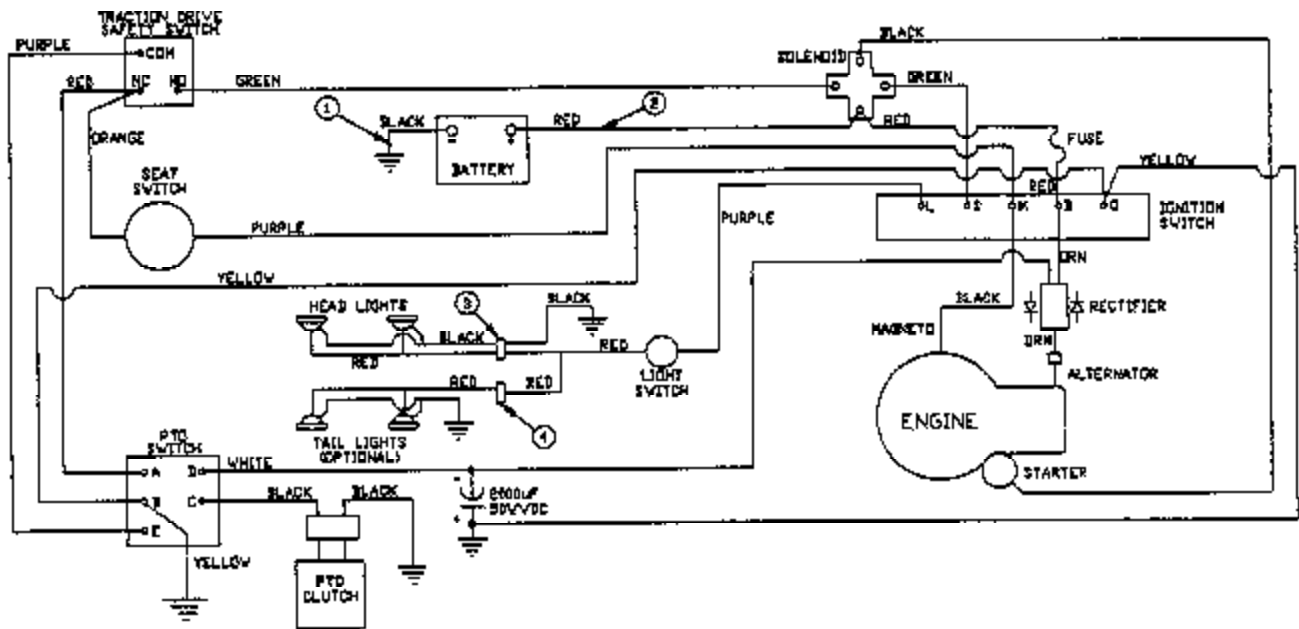 TRACTION DRIVE
SAFETY SWITCH
PURPLE
COM
RED
NC
NO
GREEN
ORANGE
SEAT
SWITCH
PURPLE
1
BLACK
BATTERY
RED
2
SOLENOID
BLACK
GREEN
RED
FUSE
YELLOW
RED
L
S
M
B
G
IGNITION
SWITCH
PURPLE
YELLOW
HEAD LIGHTS
3
BLACK
BLACK
RED
RED
LIGHT
SWITCH
RED
RED
4
TAIL LIGHTS
(OPTIONAL)
BLACK
MAGNETO
ORN
RECTIFIER
ORN
ALTERNATOR
ENGINE
STARTER
PTO
SWITCH
A
D
B
C
E
WHITE
BLACK
BLACK
YELLOW
PTO
CLUTCH